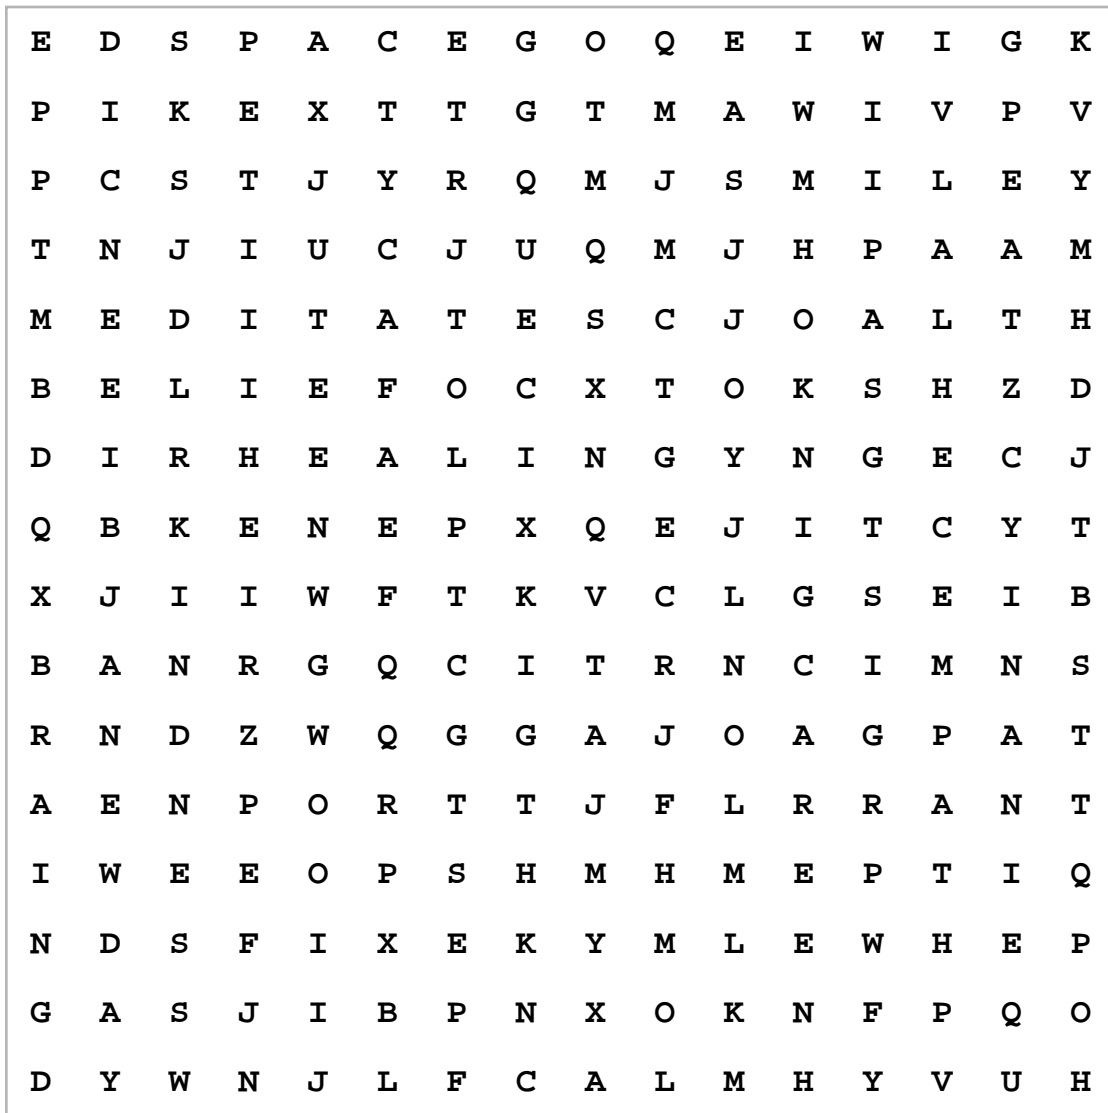 E D S P A C E G O Q E I W I G K
P I K E X T T G T M A W I V P V
P C S T J Y R Q M J S M I L E Y
T N J I U C J U Q M J H P A A M
M E D I T A T E S C J O A L T H
B E L I E F O C X T O K S H Z D
D I R H E A L I N G Y N G E C J
Q B K E N E P X Q E J I T C Y T
X J I I W F T K V C L G S E I B
B A N R G Q C I T R N C I M N S
R N D Z W Q G G A J O A G P A T
A E N P O R T T J F L R R A N T
I W E E O P S H M H M E P T I Q
N D S F I X E K Y M L E W H E P
G A S J I B P N X O K N F P Q O
D Y W N J L F C A L M H Y V U H